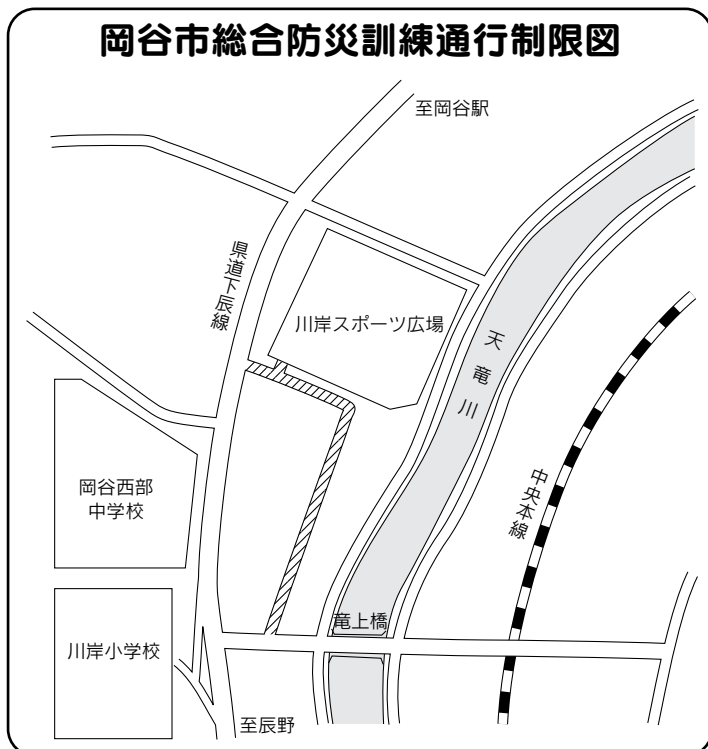 岡谷市総合防災訓練通行制限図
至岡谷駅
県道下辰線
川岸スポーツ広場
天竜川
中央本線
岡谷西部
中学校
竜上橋
川岸小学校
至辰野